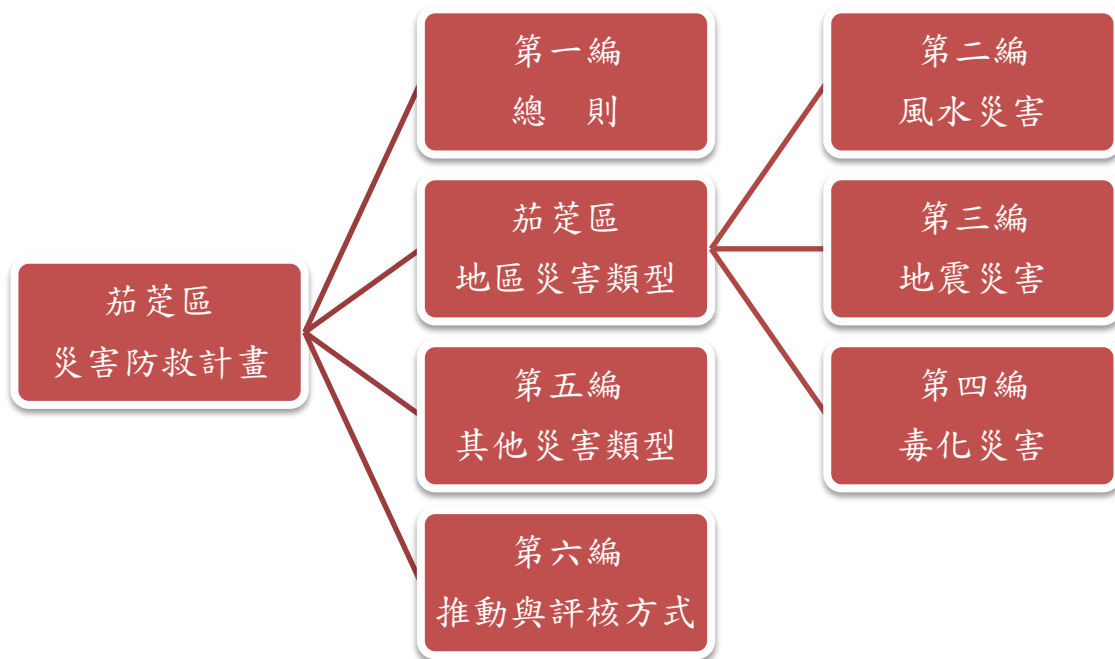 茄萣區
災害防救計畫
第一編
總　則
茄萣區
地區災害類型
第五編
其他災害類型
第六編
推動與評核方式
第二編
風水災害
第三編
地震災害
第四編
毒化災害